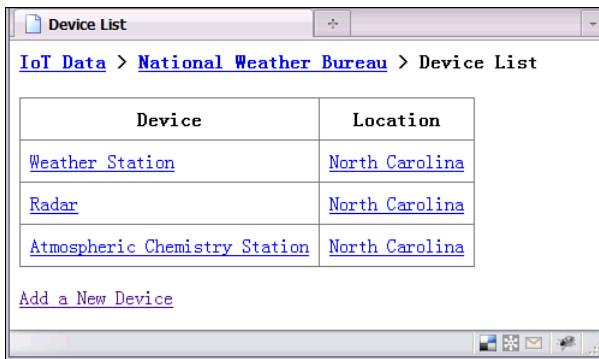 Device List
IoT Data > National Weather Bureau > Device List
Device Location
Weather Station North Carolina
Radar North Carolina
Atmospheric Chemistry Station North Carolina
Add a New Device